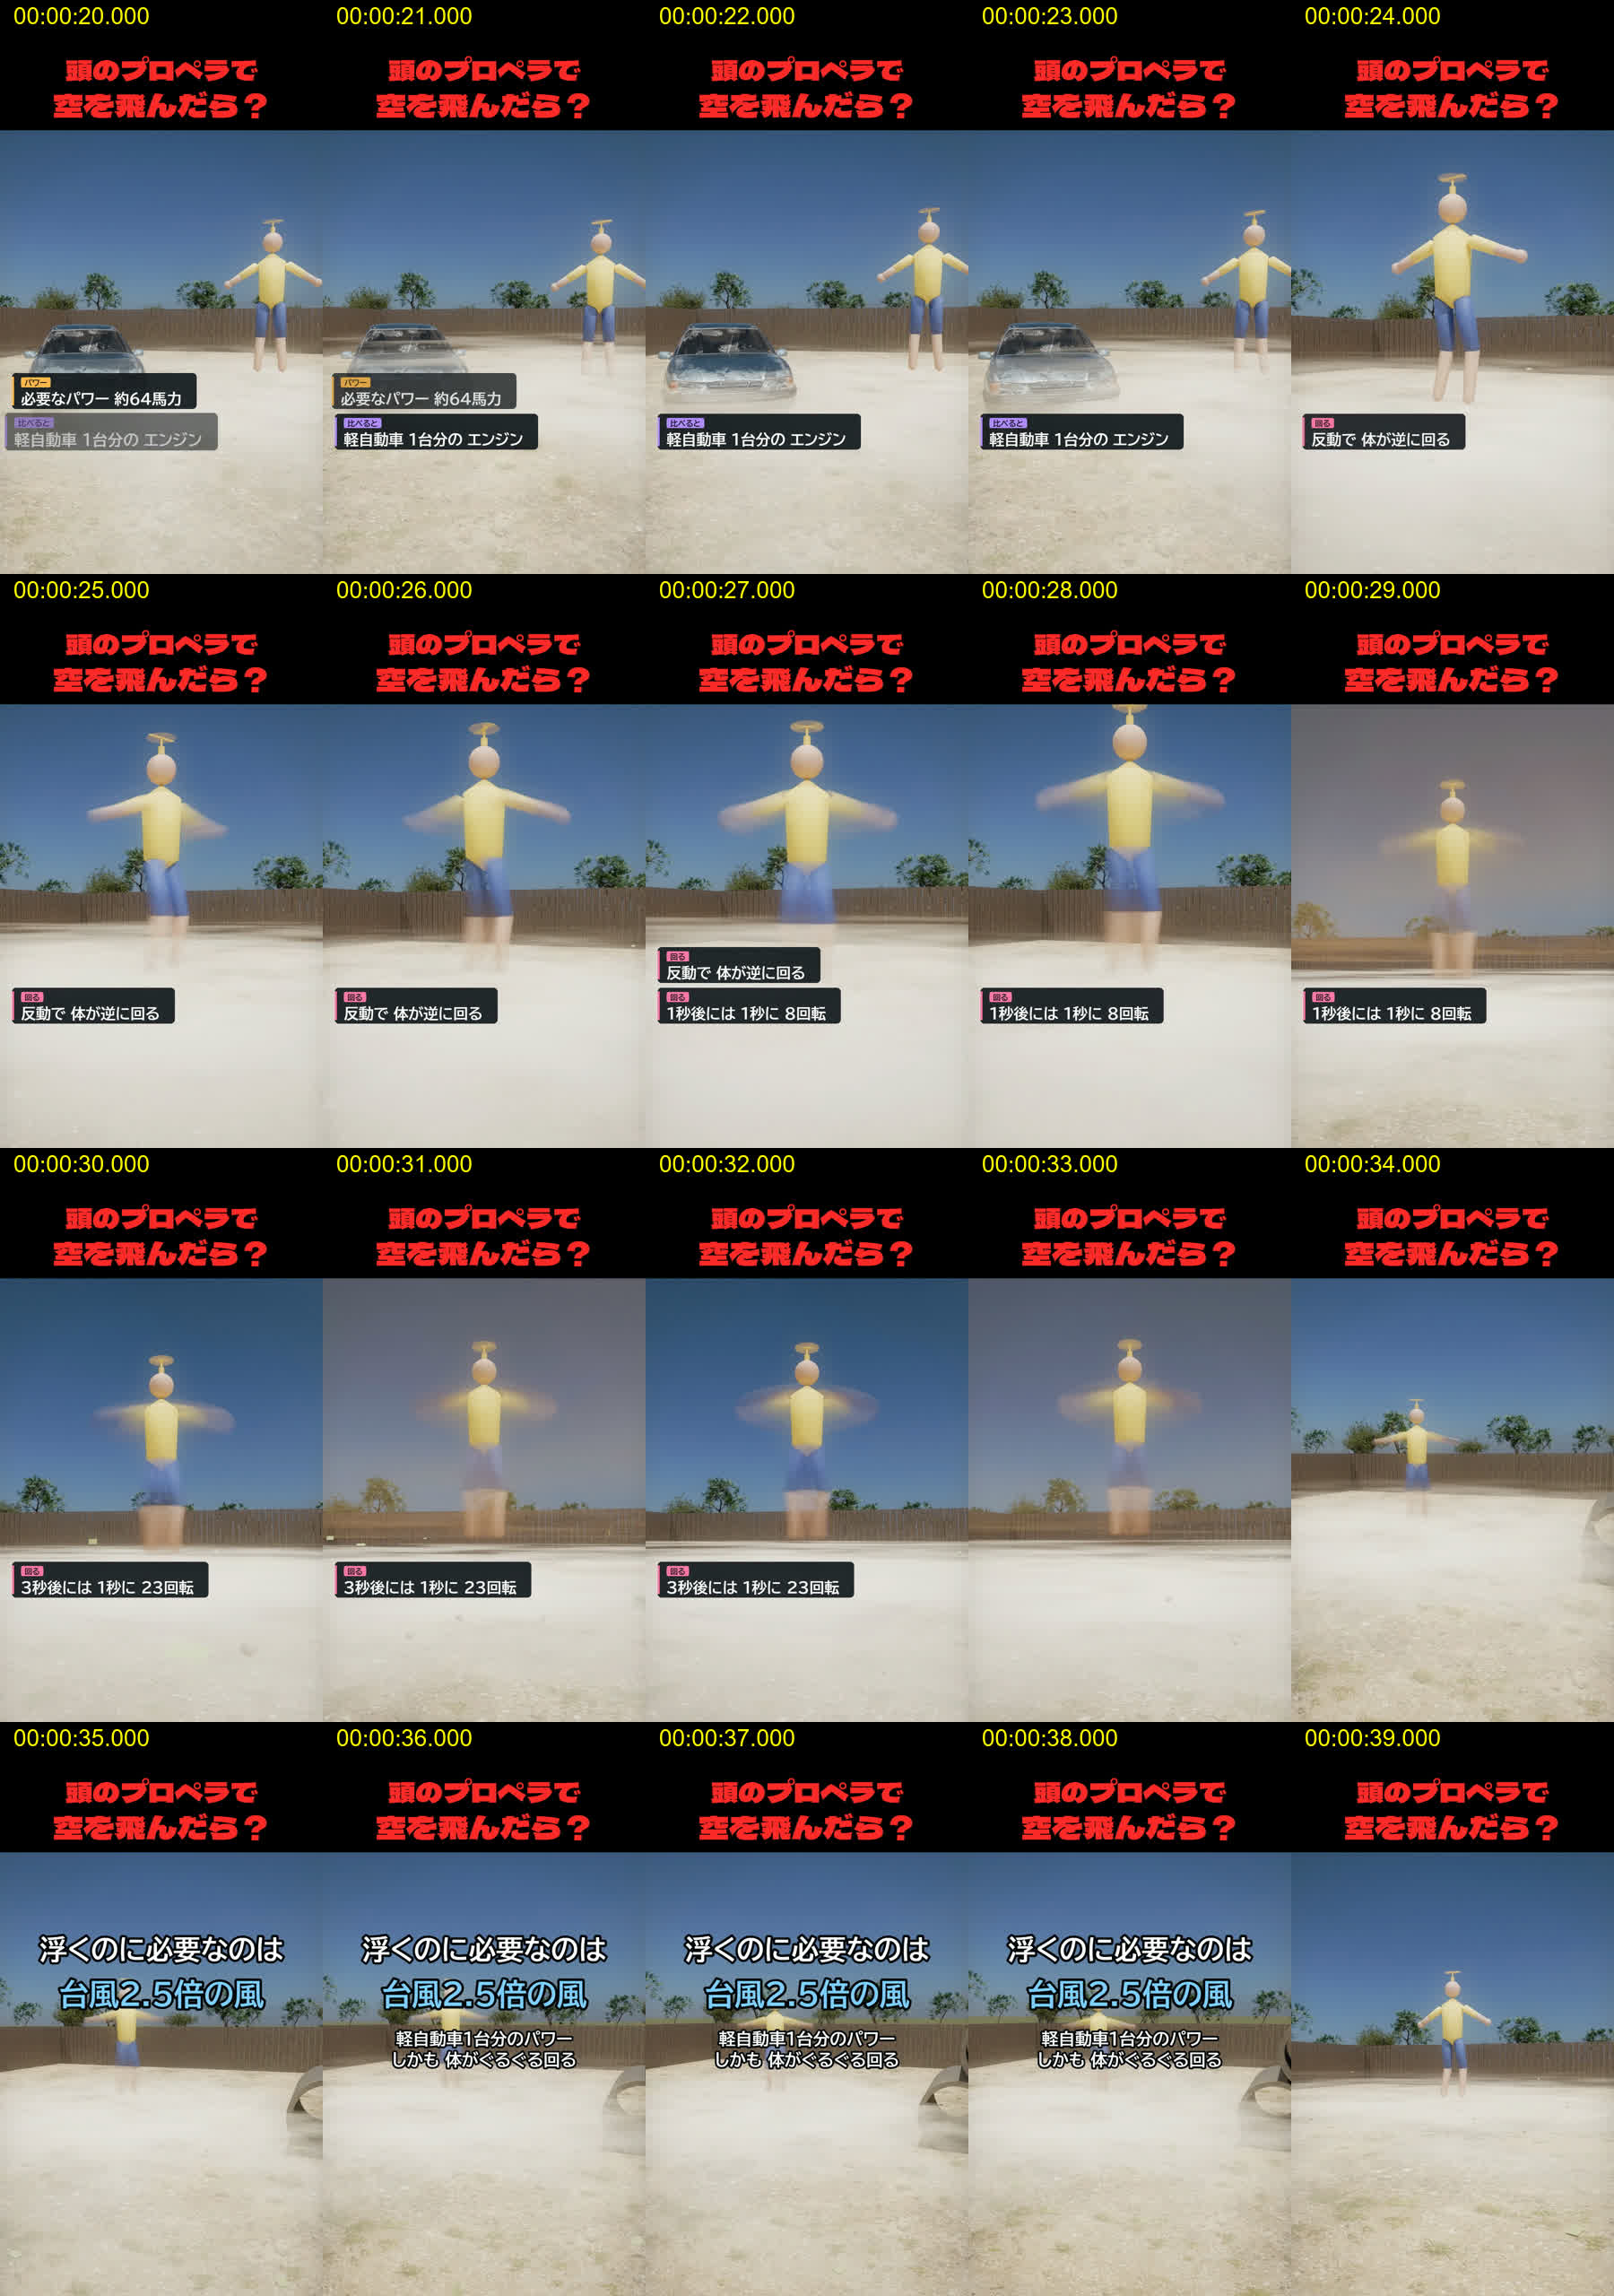 00:00:20.000
頭のプロペラで
空を飛んだら？
パワー
必要なパワー 約64馬力
比べると
軽自動車 1台分の エンジン
00:00:21.000
頭のプロペラで
空を飛んだら？
パワー
必要なパワー 約64馬力
比べると
軽自動車 1台分の エンジン
00:00:22.000
頭のプロペラで
空を飛んだら？
比べると
軽自動車 1台分の エンジン
00:00:23.000
頭のプロペラで
空を飛んだら？
比べると
軽自動車 1台分の エンジン
00:00:24.000
頭のプロペラで
空を飛んだら？
回る
反動で 体が逆に回る
00:00:25.000
頭のプロペラで
空を飛んだら？
回る
反動で 体が逆に回る
00:00:26.000
頭のプロペラで
空を飛んだら？
回る
反動で 体が逆に回る
00:00:27.000
頭のプロペラで
空を飛んだら？
回る
反動で 体が逆に回る
回る
1秒後には 1秒に 8回転
00:00:28.000
頭のプロペラで
空を飛んだら？
回る
1秒後には 1秒に 8回転
00:00:29.000
頭のプロペラで
空を飛んだら？
回る
1秒後には 1秒に 8回転
00:00:30.000
頭のプロペラで
空を飛んだら？
回る
3秒後には 1秒に 23回転
00:00:31.000
頭のプロペラで
空を飛んだら？
回る
3秒後には 1秒に 23回転
00:00:32.000
頭のプロペラで
空を飛んだら？
回る
3秒後には 1秒に 23回転
00:00:33.000
頭のプロペラで
空を飛んだら？
00:00:34.000
頭のプロペラで
空を飛んだら？
00:00:35.000
頭のプロペラで
空を飛んだら？
浮くのに必要なのは
台風2.5倍の風
00:00:36.000
頭のプロペラで
空を飛んだら？
浮くのに必要なのは
台風2.5倍の風
軽自動車1台分のパワー
しかも 体がぐるぐる回る
00:00:37.000
頭のプロペラで
空を飛んだら？
浮くのに必要なのは
台風2.5倍の風
軽自動車1台分のパワー
しかも 体がぐるぐる回る
00:00:38.000
頭のプロペラで
空を飛んだら？
浮くのに必要なのは
台風2.5倍の風
軽自動車1台分のパワー
しかも 体がぐるぐる回る
00:00:39.000
頭のプロペラで
空を飛んだら？